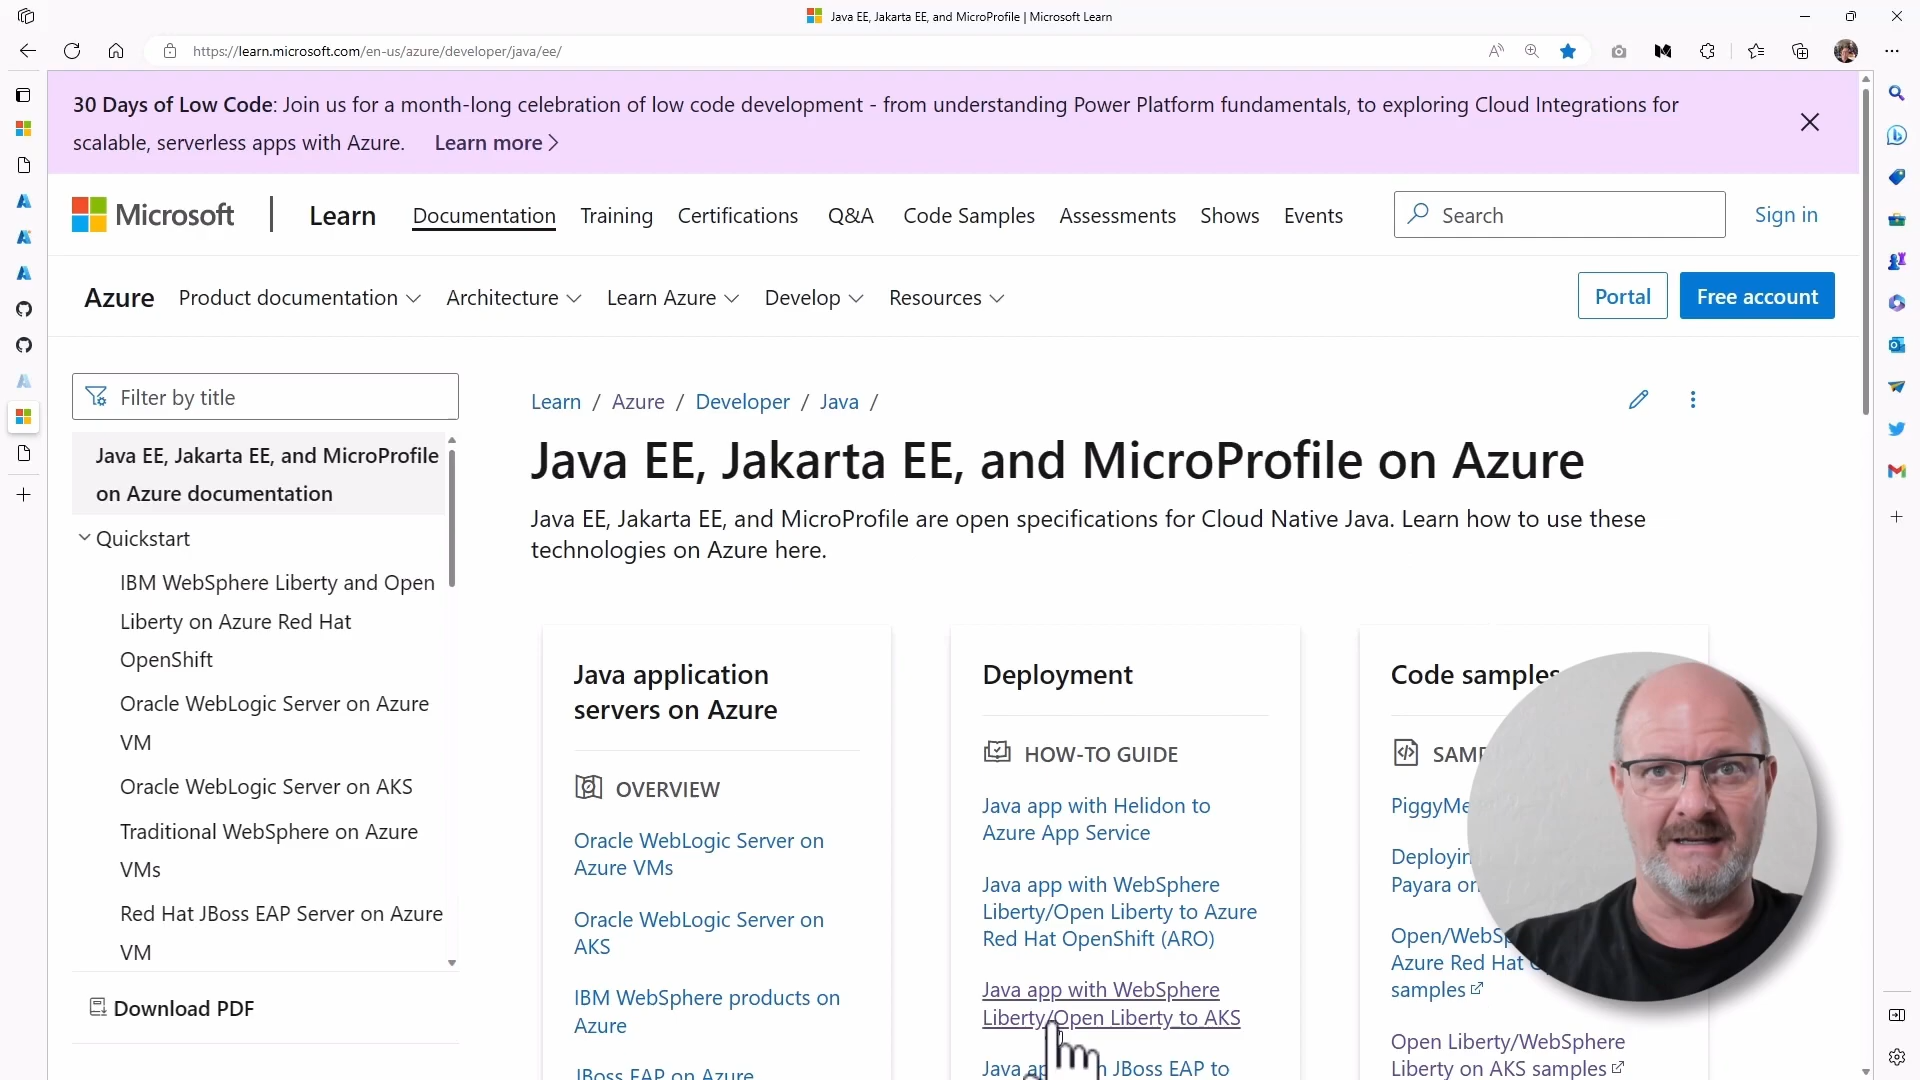 Java EE, Jakarta EE, and MicroProfile | Microsoft Learn
https://learn.microsoft.com/en-us/azure/developer/java/ee/
30 Days of Low Code: Join us for a month-long celebration of low code development - from understanding Power Platform fundamentals, to exploring Cloud Integrations for
scalable, serverless apps with Azure. Learn more
Microsoft Learn Documentation Training Certifications Q&A Code Samples Assessments Shows Events Search Sign in
Azure Product documentation Architecture Learn Azure Develop Resources Portal Free account
Filter by title
Java EE, Jakarta EE, and MicroProfile
on Azure documentation
Quickstart
IBM WebSphere Liberty and Open
Liberty on Azure Red Hat
OpenShift
Oracle WebLogic Server on Azure
VM
Oracle WebLogic Server on AKS
Traditional WebSphere on Azure
VMs
Red Hat JBoss EAP Server on Azure
VM
Download PDF
Learn / Azure / Developer / Java /
Java EE, Jakarta EE, and MicroProfile on Azure
Java EE, Jakarta EE, and MicroProfile are open specifications for Cloud Native Java. Learn how to use these
technologies on Azure here.
Java application
servers on Azure
OVERVIEW
Oracle WebLogic Server on
Azure VMs
Oracle WebLogic Server on
AKS
IBM WebSphere products on
Azure
JBoss EAP on Azure
Deployment
HOW-TO GUIDE
Java app with Helidon to
Azure App Service
Java app with WebSphere
Liberty/Open Liberty to Azure
Red Hat OpenShift (ARO)
Java app with WebSphere
Liberty/Open Liberty to AKS
Java JBoss EAP to
Code samples
Azure Red Hat
samples
Open Liberty/WebSphere
Liberty on AKS samples